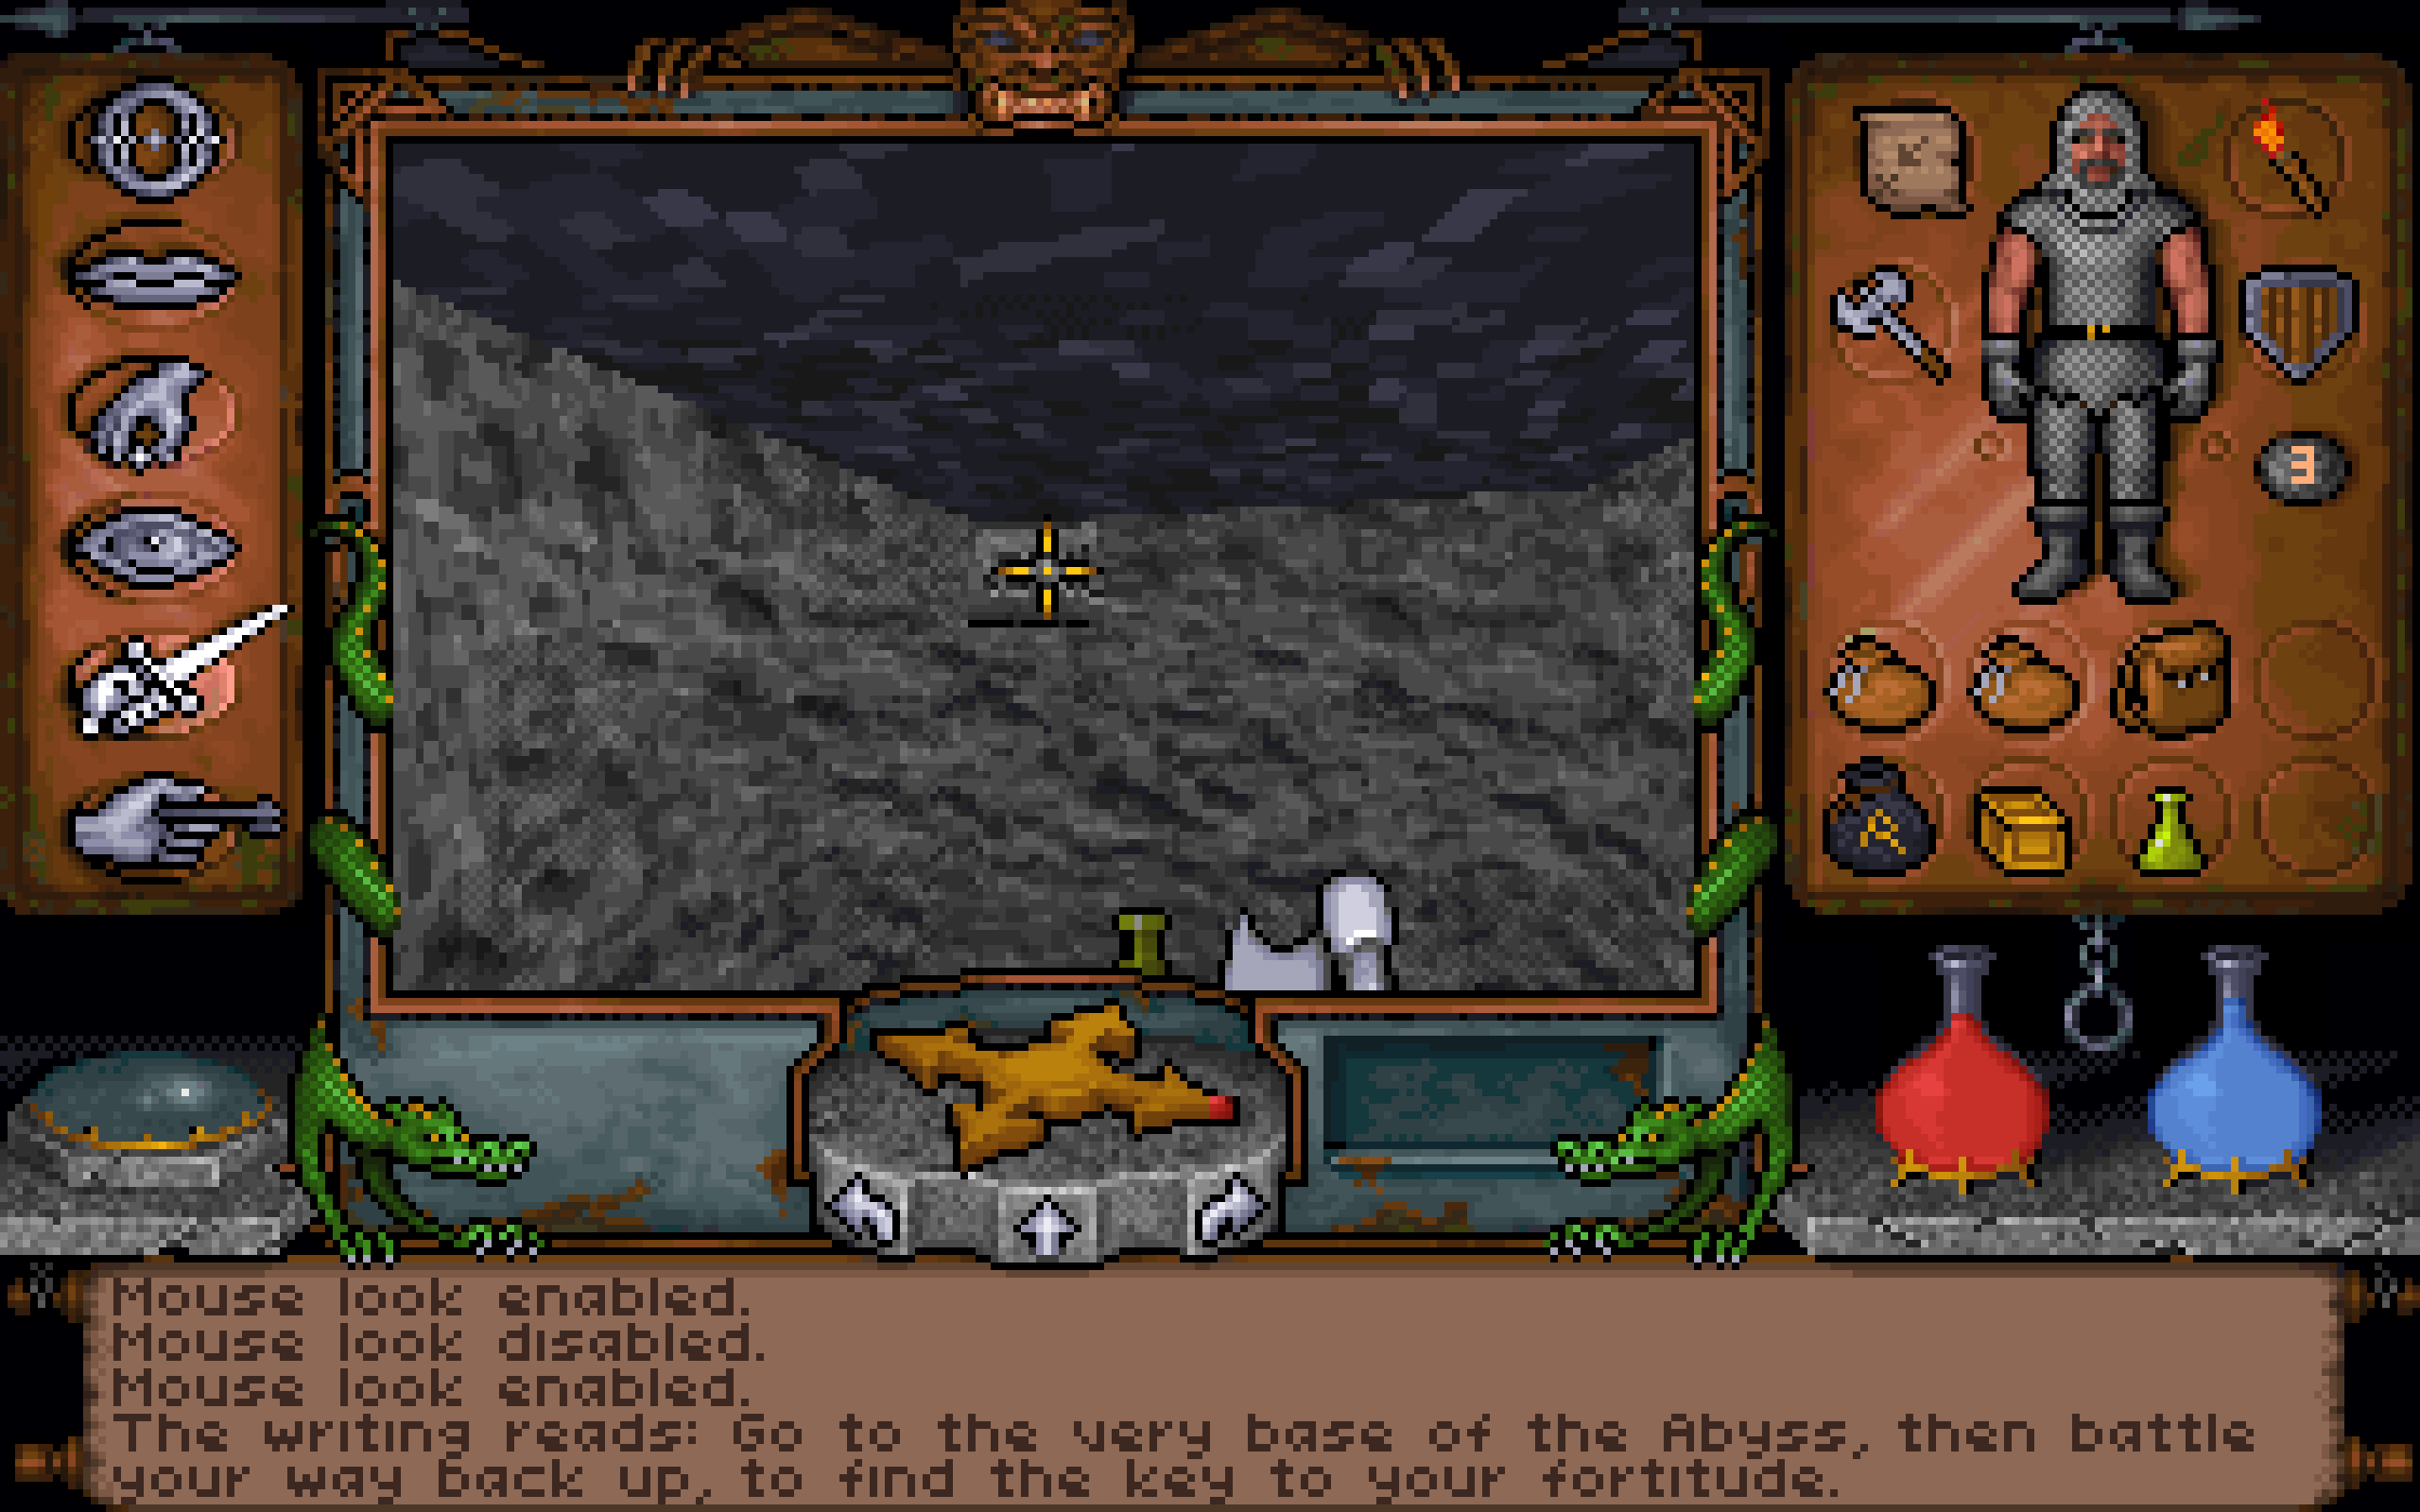 3
Mouse look enabled.
Mouse look disabled.
Mouse look enabled.
The writing reads: Go to the very base of the Abyss, then battle
your way back up, to find the key to your fortitude.